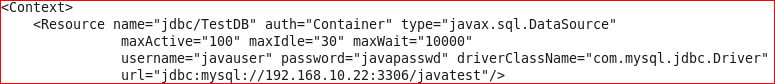 <Context>
    <Resource name="jdbc/TestDB" auth="Container" type="javax.sql.DataSource"
               maxActive="100" maxIdle="30" maxWait="10000"
               username="javauser" password="javapasswd" driverClassName="com.mysql.jdbc.Driver"
               url="jdbc:mysql://192.168.10.22:3306/javatest"/>